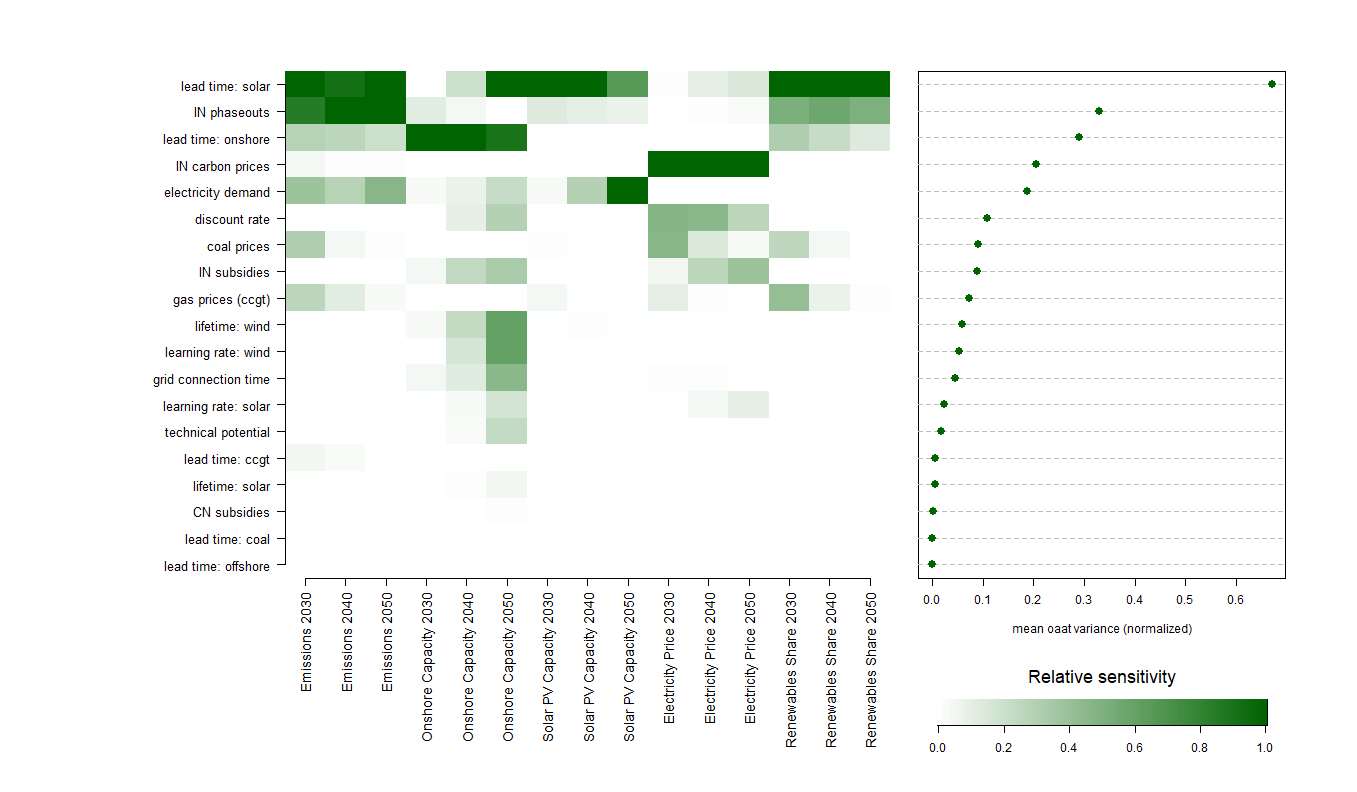 lead time: solar
IN phaseouts
lead time: onshore
IN carbon prices
electricity demand
discount rate
coal prices
IN subsidies
gas prices (ccgt)
lifetime: wind
learning rate: wind
grid connection time
learning rate: solar
technical potential
lead time: ccgt
lifetime: solar
CN subsidies
lead time: coal
lead time: offshore
Emissions 2030
Emissions 2040
Emissions 2050
Onshore Capacity 2030
Onshore Capacity 2040
Onshore Capacity 2050
Solar PV Capacity 2030
Solar PV Capacity 2040
Solar PV Capacity 2050
Electricity Price 2030
Electricity Price 2040
Electricity Price 2050
Renewables Share 2030
Renewables Share 2040
Renewables Share 2050
0.0 0.1 0.2 0.3 0.4 0.5 0.6
mean oaat variance (normalized)
Relative sensitivity
0.0 0.2 0.4 0.6 0.8 1.0